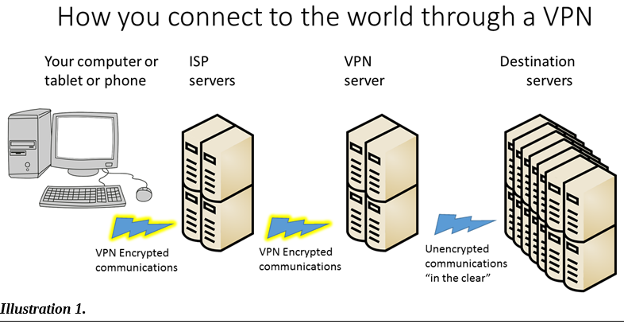 How you connect to the world through a VPN
Your computer or
tablet or phone
ISP
servers
VPN
server
Destination
servers
VPN Encrypted
communications
VPN Encrypted
communications
Unencrypted
communications
“in the clear”
Illustration 1.